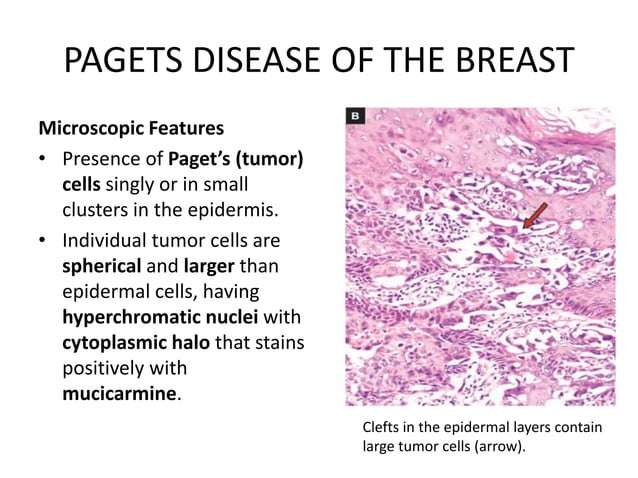 PAGETS DISEASE OF THE BREAST
Microscopic Features
• Presence of Paget's (tumor)
cells singly or in small
clusters in the epidermis.
• Individual tumor cells are
spherical and larger than
epidermal cells, having
hyperchromatic nuclei with
cytoplasmic halo that stains
positively with
mucicarmine.
B
Clefts in the epidermal layers contain
large tumor cells (arrow).